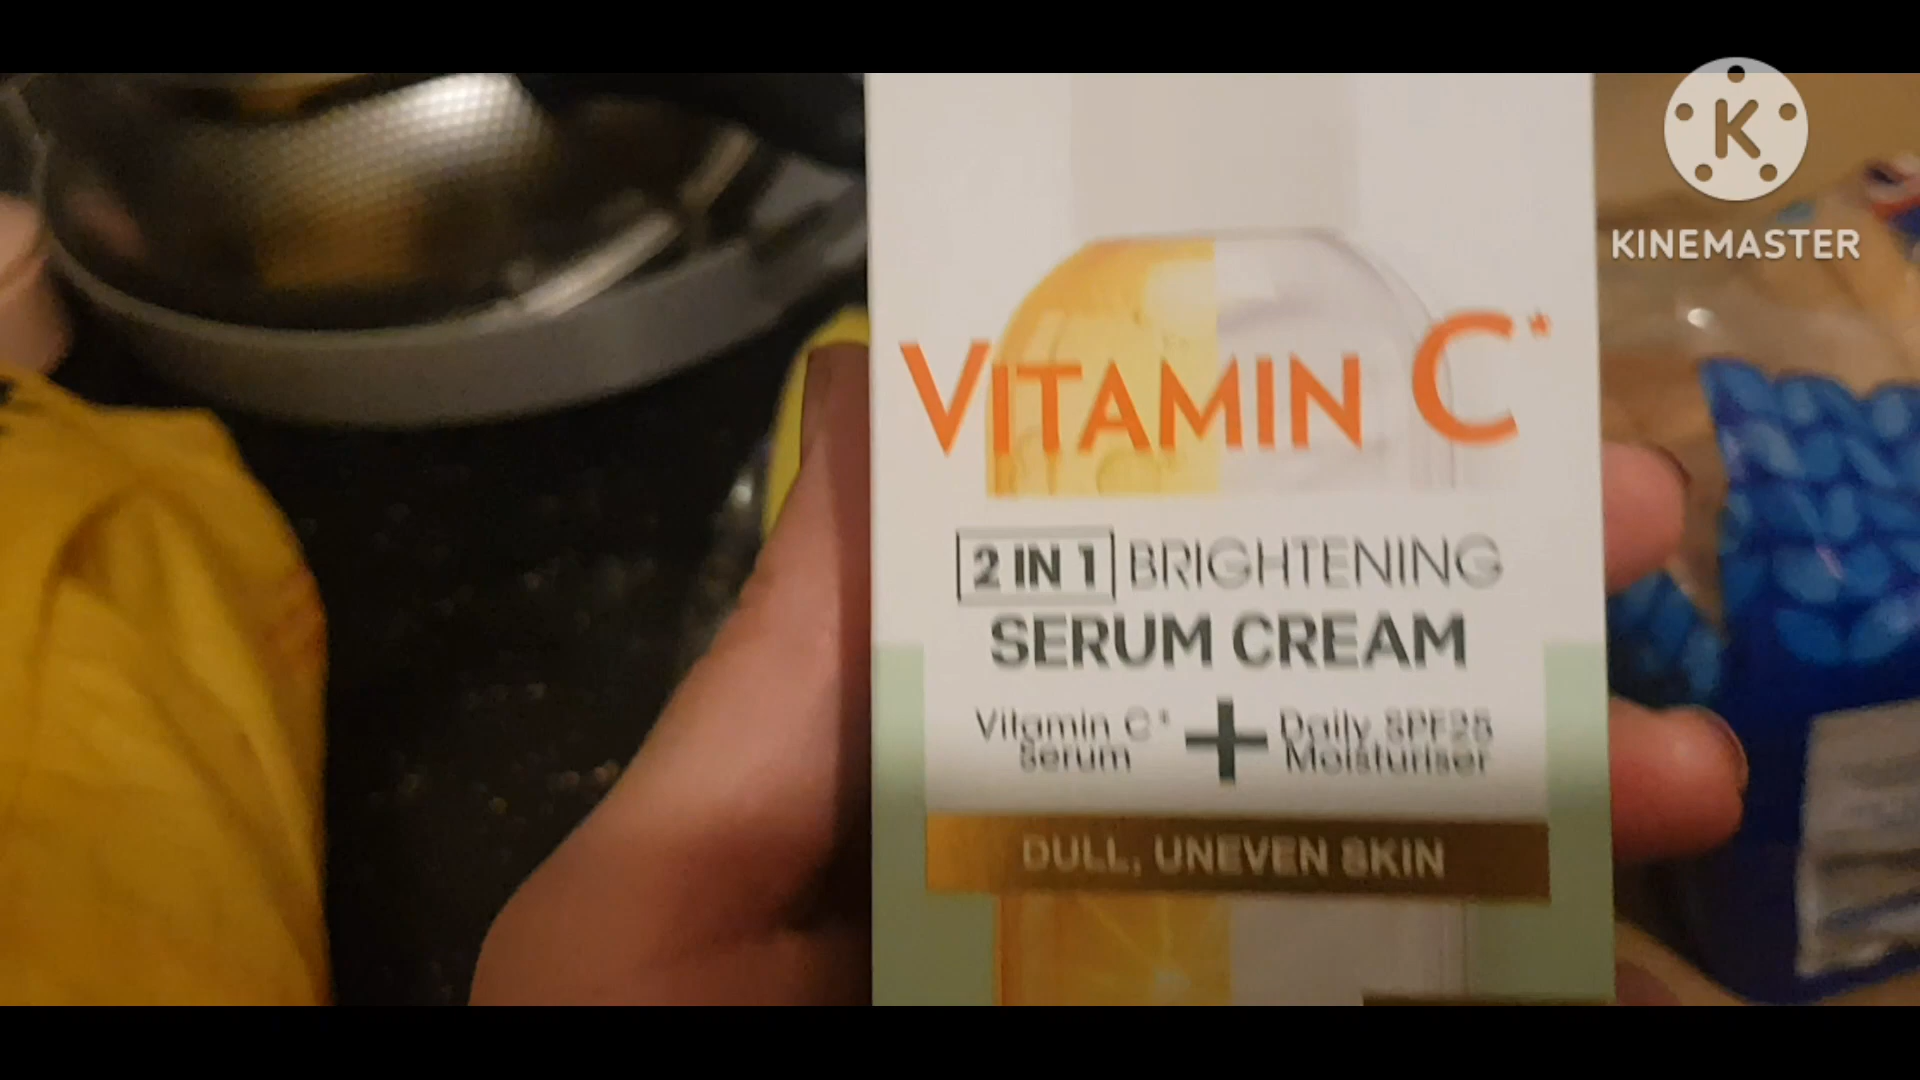 K
KINEMASTER
VITAMIN C*
2 IN 1 BRIGHTENING
SERUM CREAM
Vitamin C* Serum + Daily SPF25 Moisturiser
DULL, UNEVEN SKIN